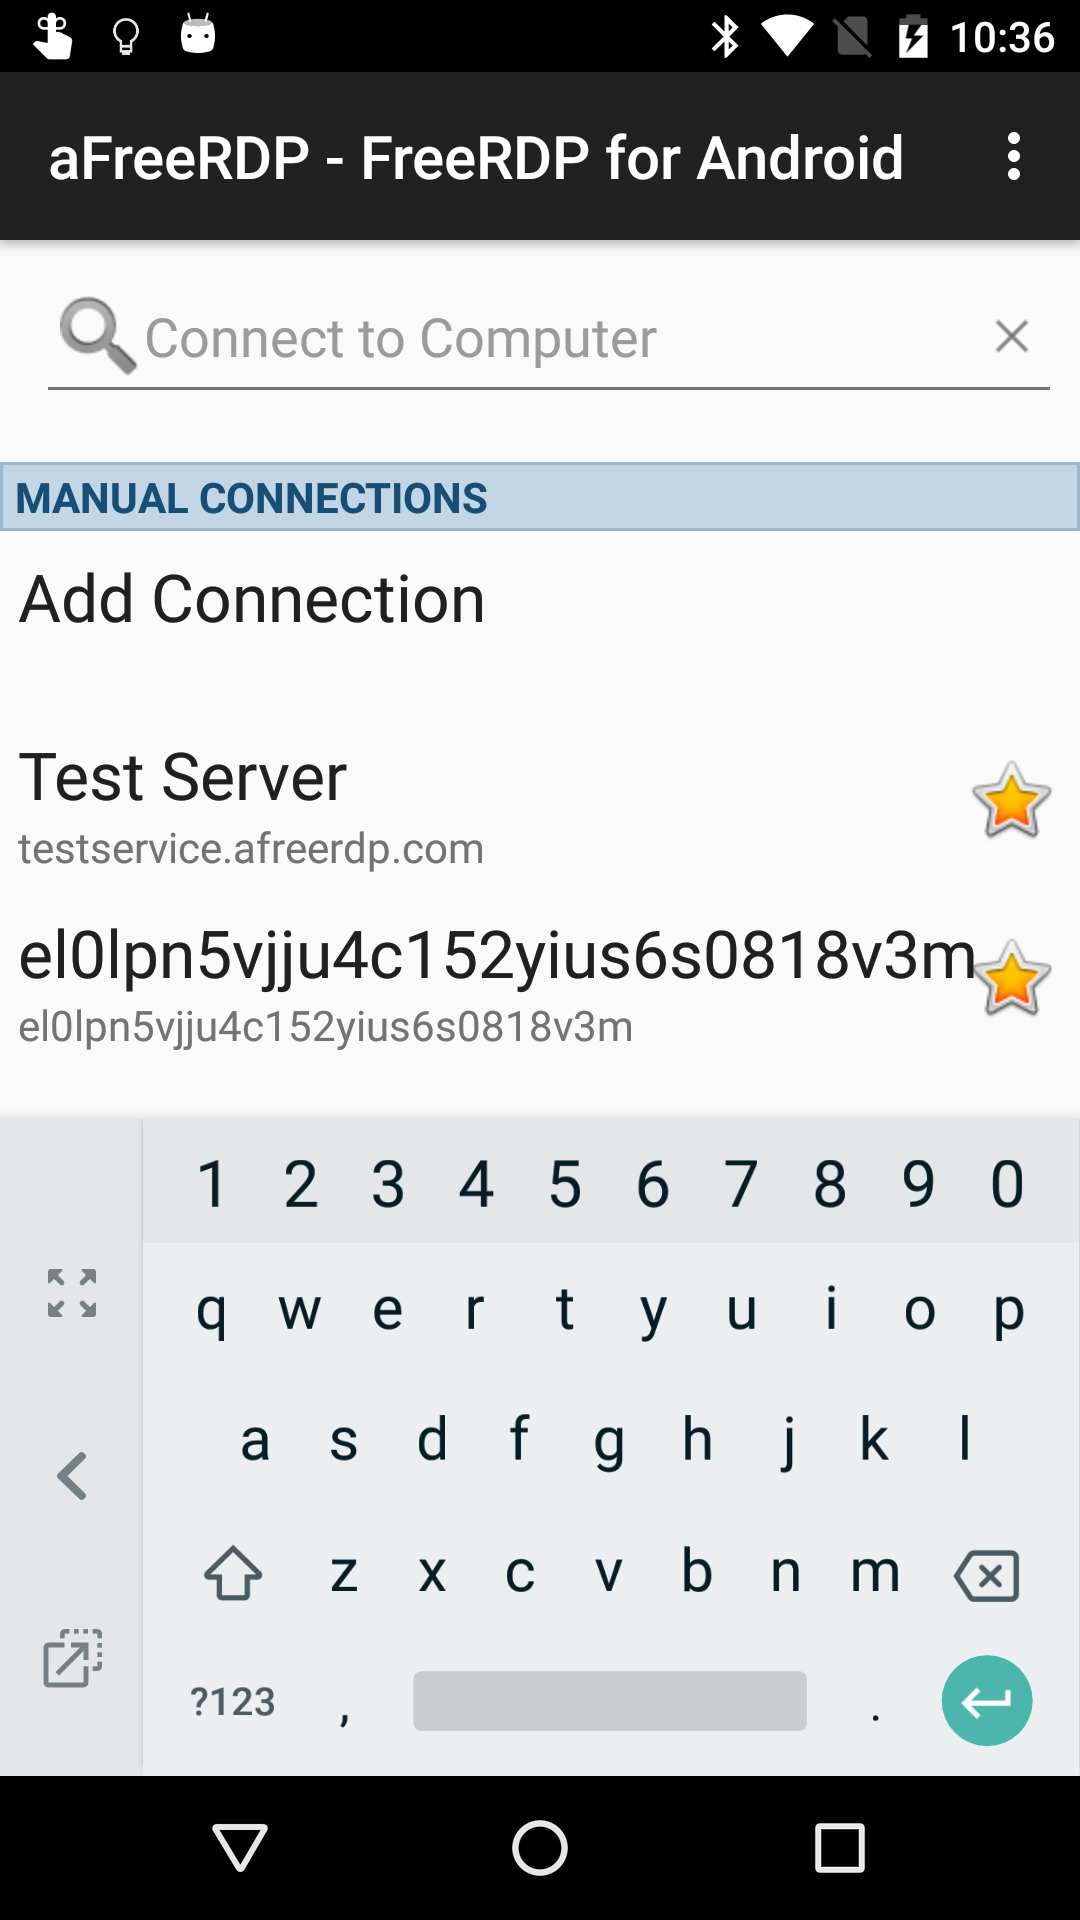 10:36
aFreeRDP - FreeRDP for Android
Connect to Computer
MANUAL CONNECTIONS
Add Connection
Test Server
testservice.afreerdp.com
el0lpn5vjju4c152yius6s0818v3m
el0lpn5vjju4c152yius6s0818v3m
1 2 3 4 5 6 7 8 9 0
q w e r t y u i o p
a s d f g h j k l
z x c v b n m
?123 , .